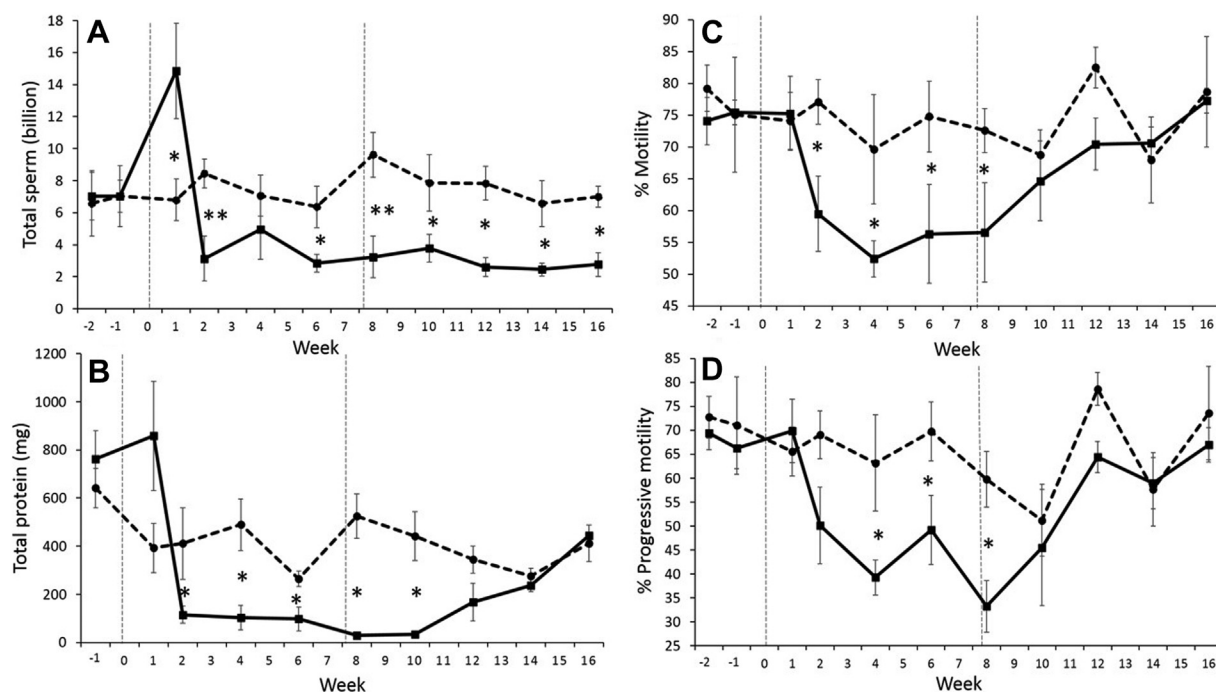 A
Total sperm (billion)
18
16
14
12
10
8
6
4
2
0
* ** * ** * * * *
-2 -1 0 1 2 3 4 5 6 7 8 9 10 11 12 13 14 15 16
Week
B
Total protein (mg)
1200
1000
800
600
400
200
0
* * * * *
-1 0 1 2 3 4 5 6 7 8 9 10 11 12 13 14 15 16
Week
C
% Motility
95
90
85
80
75
70
65
60
55
50
45
* * * *
-2 -1 0 1 2 3 4 5 6 7 8 9 10 11 12 13 14 15 16
Week
D
% Progressive motility
85
80
75
70
65
60
55
50
45
40
35
30
25
* * *
-2 -1 0 1 2 3 4 5 6 7 8 9 10 11 12 13 14 15 16
Week